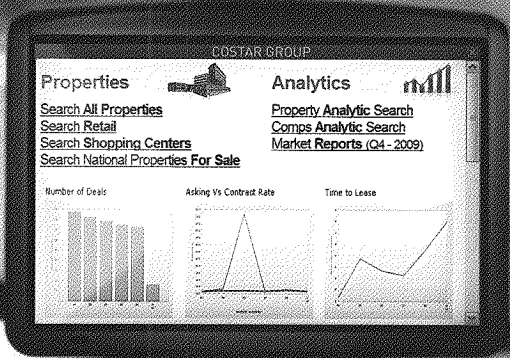 COSTAR GROUP
Properties
Search All Properties
Search Retail
Search Shopping Centers
Search National Properties For Sale
Analytics
Property Analytic Search
Comps Analytic Search
Market Reports (Q4 - 2009)
Number of Deals
Asking Vs Contract Rate
Time to Lease